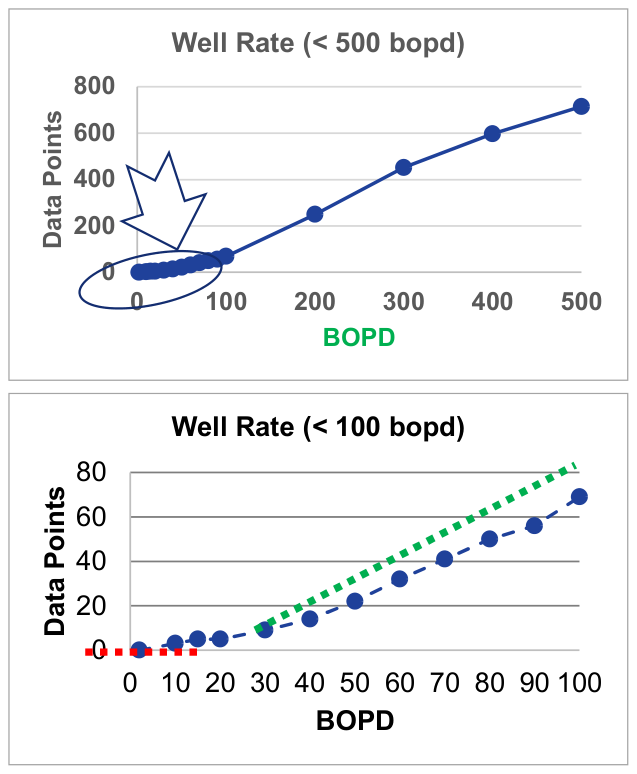 Well Rate (< 500 bopd)
800
600
400
200
0
Data Points
0 100 200 300 400 500
BOPD
Well Rate (< 100 bopd)
80
60
40
20
0
Data Points
0 10 20 30 40 50 60 70 80 90 100
BOPD